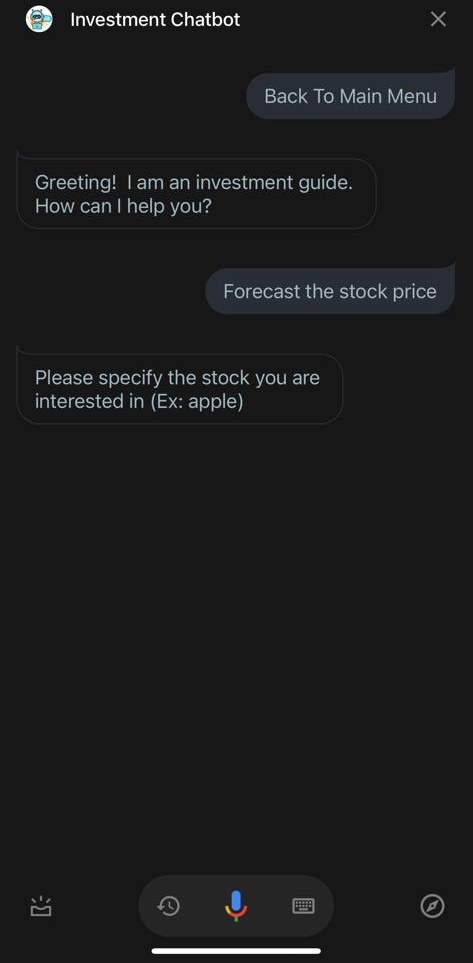 Investment Chatbot
Back To Main Menu
Greeting! I am an investment guide.
How can I help you?
Forecast the stock price
Please specify the stock you are
interested in (Ex: apple)